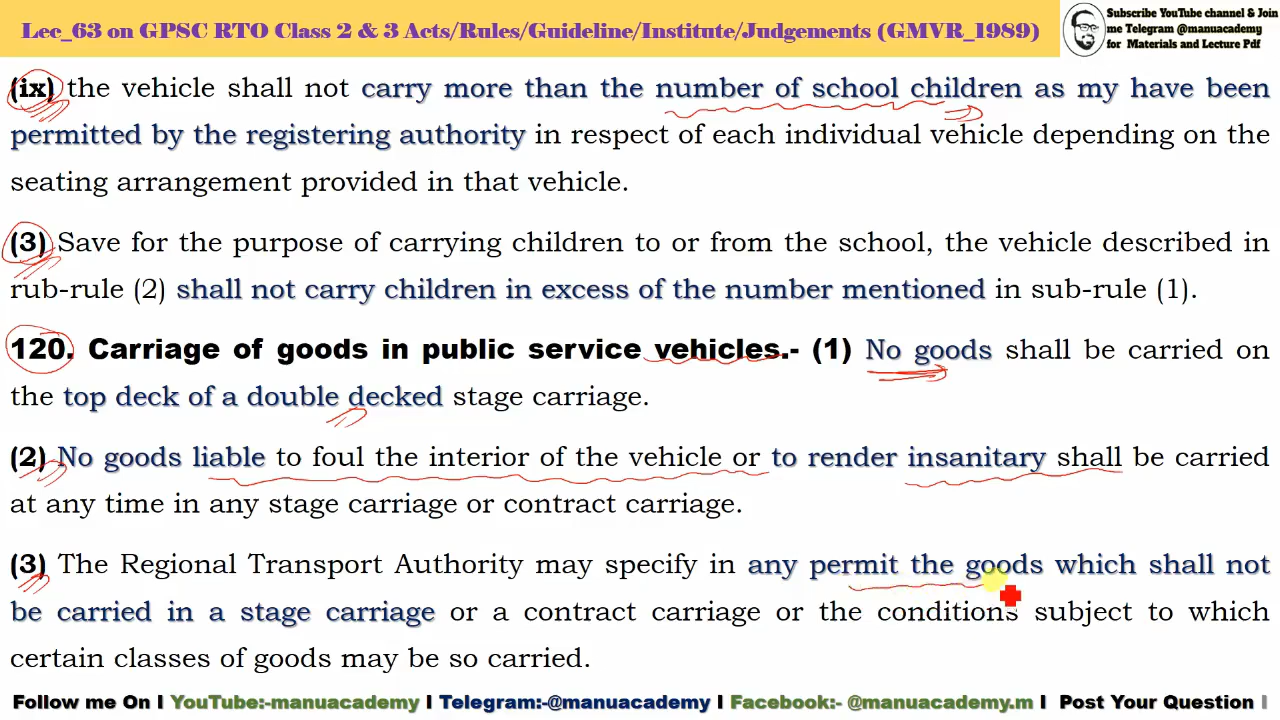 Lec_63 on GPSC RTO Class 2 & 3 Acts/Rules/Guideline/Institute/Judgements (GMVR_1989)
Subscribe YouTube channel & Join
me Telegram @manuacademy
for Materials and Lecture Pdf
(ix) the vehicle shall not carry more than the number of school children as my have been
permitted by the registering authority in respect of each individual vehicle depending on the
seating arrangement provided in that vehicle.
(3) Save for the purpose of carrying children to or from the school, the vehicle described in
rub-rule (2) shall not carry children in excess of the number mentioned in sub-rule (1).
120. Carriage of goods in public service vehicles.- (1) No goods shall be carried on
the top deck of a double decked stage carriage.
(2) No goods liable to foul the interior of the vehicle or to render insanitary shall be carried
at any time in any stage carriage or contract carriage.
(3) The Regional Transport Authority may specify in any permit the goods which shall not
be carried in a stage carriage or a contract carriage or the conditions subject to which
certain classes of goods may be so carried.
Follow me On I YouTube:-manuacademy I Telegram:-@manuacademy I Facebook:- @manuacademy.m I Post Your Question I